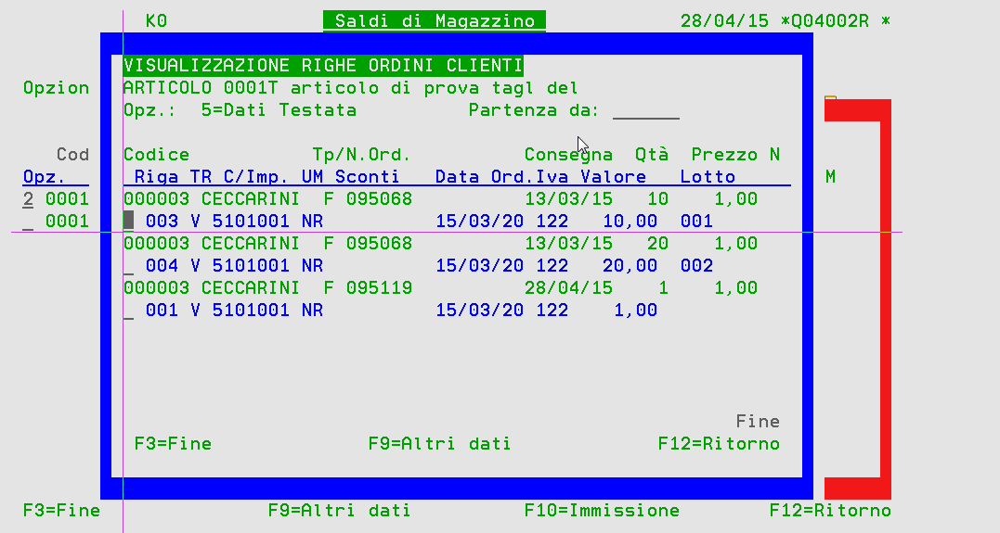 K0 Saldi di Magazzino 28/04/15 *Q04002R *
VISUALIZZAZIONE RIGHE ORDINI CLIENTI
Opzion ARTICOLO 0001T articolo di prova tagl del
Opz.: 5=Dati Testata Partenza da: _______
Cod Codice Tp/N.Ord. Consegna Qtà Prezzo N
Opz. Riga TR C/Imp. UM Sconti Data Ord.Iva Valore Lotto M
2 0001 000003 CECCARINI F 095068 13/03/15 10 1,00
_ 0001 003 V 5101001 NR 15/03/20 122 10,00 001
000003 CECCARINI F 095068 13/03/15 20 1,00
_ 004 V 5101001 NR 15/03/20 122 20,00 002
000003 CECCARINI F 095119 28/04/15 1 1,00
_ 001 V 5101001 NR 15/03/20 122 1,00
Fine
F3=Fine F9=Altri dati F12=Ritorno
F3=Fine F9=Altri dati F10=Immissione F12=Ritorno